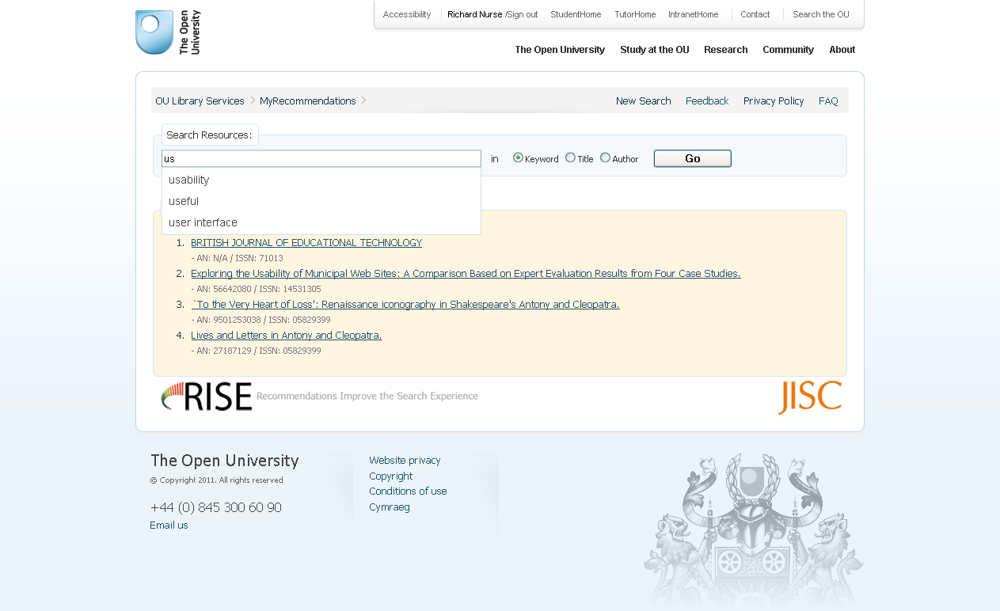 The Open
University
Accessibility Richard Nurse /Sign out StudentHome TutorHome IntranetHome Contact Search the OU
The Open University Study at the OU Research Community About
OU Library Services MyRecommendations New Search Feedback Privacy Policy FAQ
Search Resources:
us in Keyword Title Author Go
usability
useful
user interface
1. BRITISH JOURNAL OF EDUCATIONAL TECHNOLOGY
- AN: N/A / ISSN: 71013
2. Exploring the Usability of Municipal Web Sites: A Comparison Based on Expert Evaluation Results from Four Case Studies.
- AN: 56642080 / ISSN: 14531305
3. `To the Very Heart of Loss': Renaissance iconography in Shakespeare's Antony and Cleopatra.
- AN: 9501253038 / ISSN: 05829399
4. Lives and Letters in Antony and Cleopatra.
- AN: 27187129 / ISSN: 05829399
RISE Recommendations Improve the Search Experience JISC
The Open University
© Copyright 2011. All rights reserved
+44 (0) 845 300 60 90
Email us
Website privacy
Copyright
Conditions of use
Cymraeg